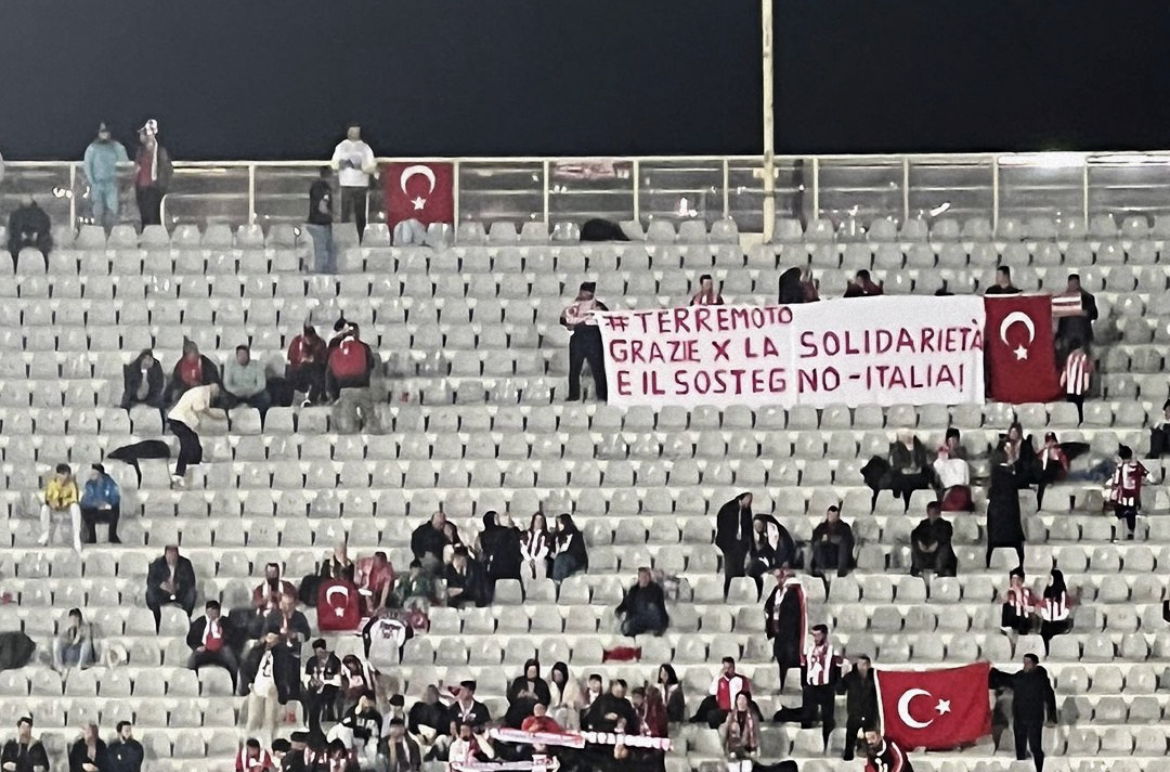 #TERREMOTO
GRAZIE X LA SOLIDARIETÀ
E IL SOSTEGNO-ITALIA!